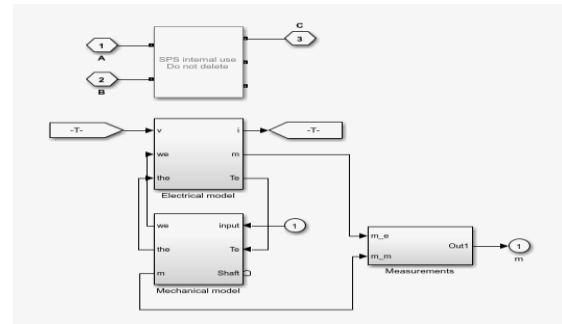 C
1
3
A
SPS internal use
Do not delete
2
B
-T-
v
i
-T-
we
m
the
Te
Electrical model
we
input
1
the
Te
m
Shaft
Mechanical model
m_e
Out1
1
m_m
m
Measurements